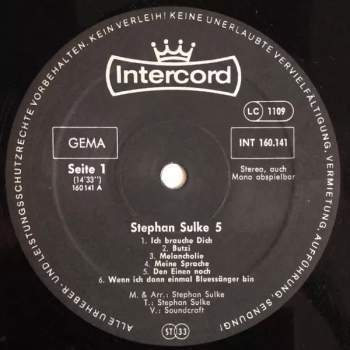 ALLE URHEBER- UND LEISTUNGSSCHUTZRECHTE VORBEHALTEN. KEIN VERLEIH! KEINE UNERLAUBTE VERVIELFÄLTIGUNG, VERMIETUNG, AUFFÜHRUNG, SENDUNG!
Intercord
LC 1109
GEMA
INT 160.141
Seite 1
(14'33'')
160 141 A
Stereo, auch
Mono abspielbar
Stephan Sulke 5
1. Ich brauche Dich
2. Butzi
3. Melancholie
4. Meine Sprache
5. Den Einen noch
6. Wenn ich dann einmal Bluessänger bin
M. & Arr.: Stephan Sulke
T.: Stephan Sulke
V.: Soundcraft
ST 33